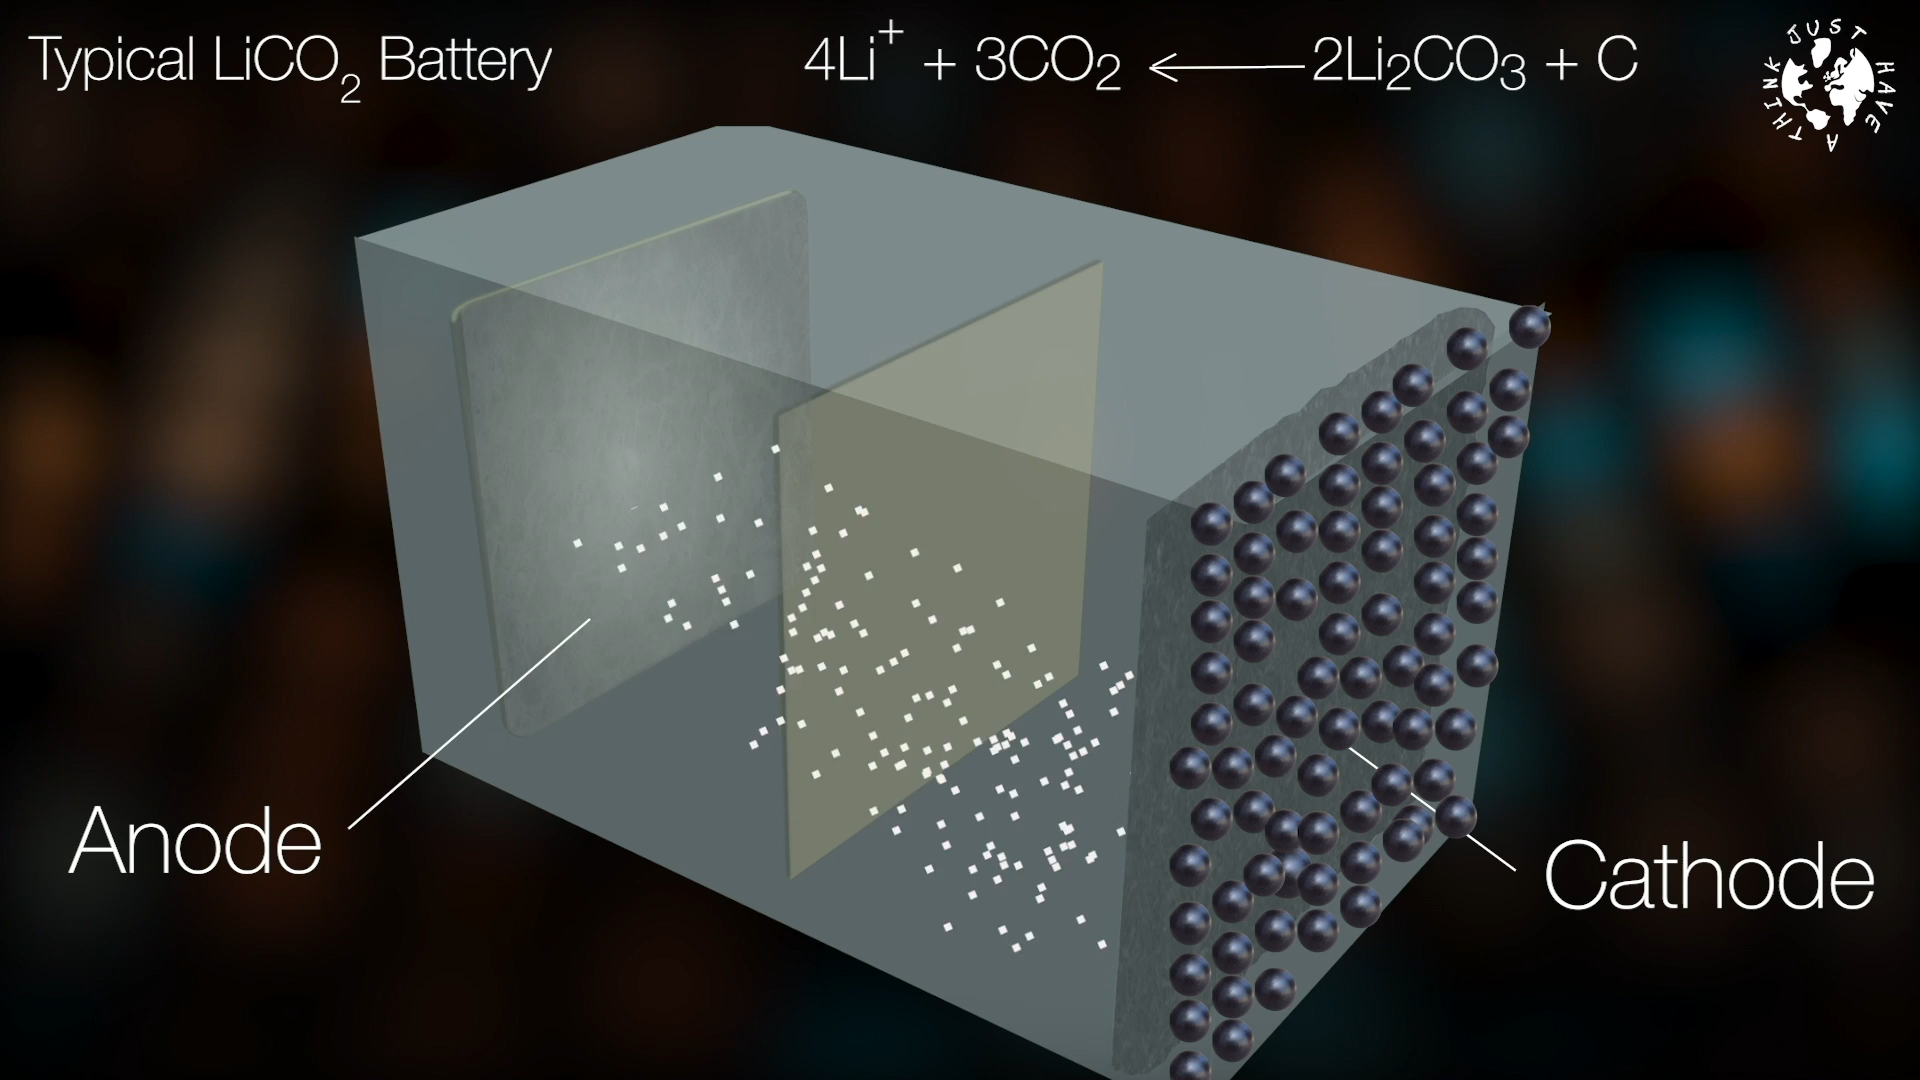 Typical LiCO₂ Battery
4Li⁺ + 3CO₂ ← 2Li₂CO₃ + C
JUST HAVE A THINK
Anode
Cathode